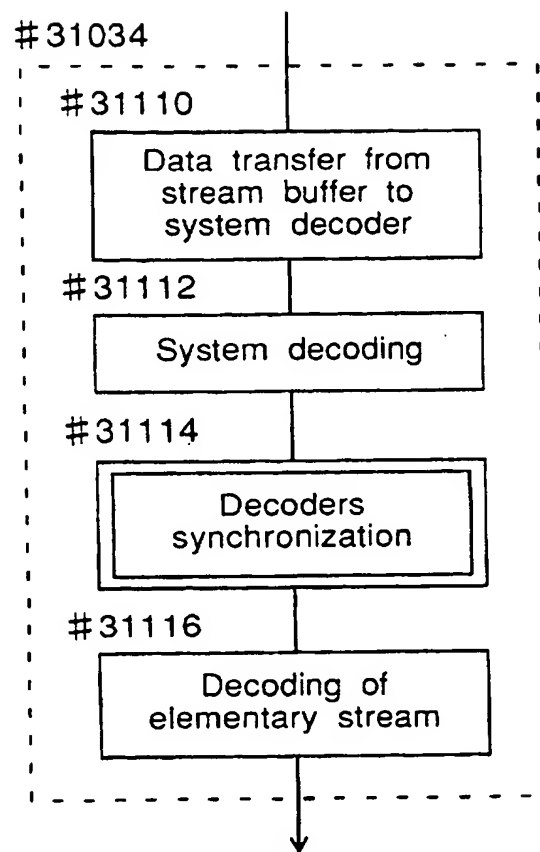 #31034
#31110
Data transfer from
stream buffer to
system decoder
#31112
System decoding
#31114
Decoders
synchronization
#31116
Decoding of
elementary stream